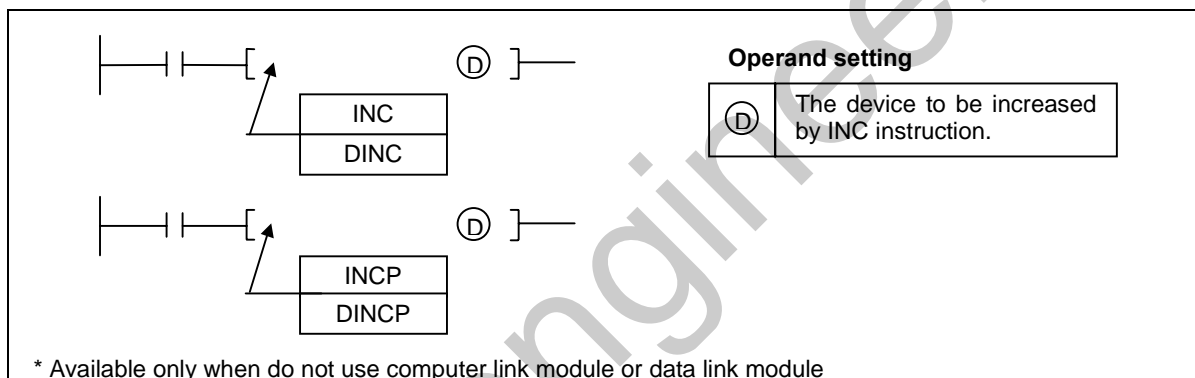 D
Operand setting
D The device to be increased
by INC instruction.
INC
DINC
D
INCP
DINCP
* Available only when do not use computer link module or data link module